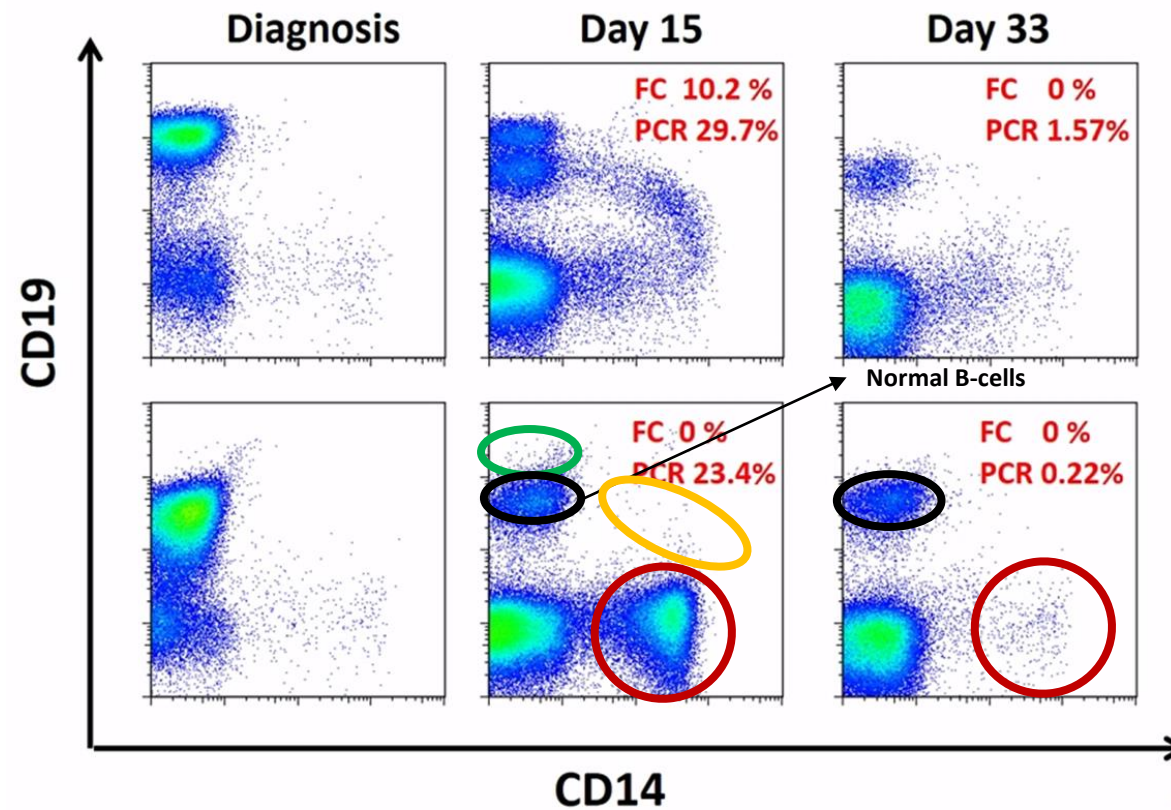 Diagnosis
Day 15
Day 33
FC 10.2 %
PCR 29.7%
FC 0 %
PCR 1.57%
CD19
Normal B-cells
FC 0 %
PCR 23.4%
FC 0 %
PCR 0.22%
CD14